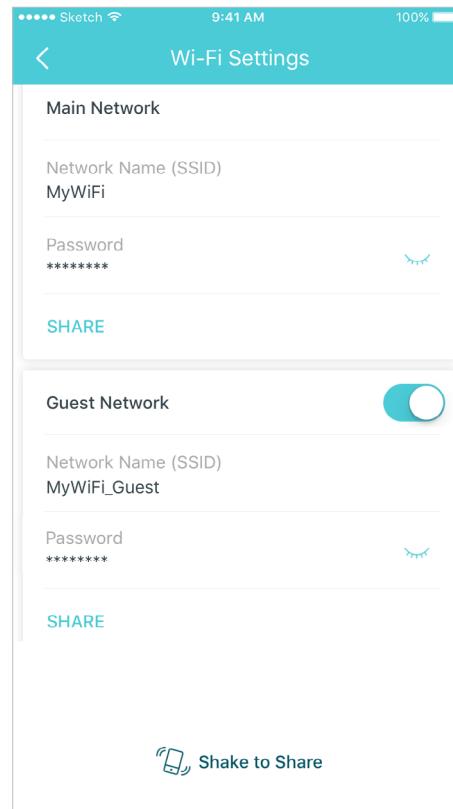 Sketch 9:41 AM 100%
Wi-Fi Settings
Main Network
Network Name (SSID)
MyWiFi
Password
********
SHARE
Guest Network
Network Name (SSID)
MyWiFi_Guest
Password
********
SHARE
Shake to Share